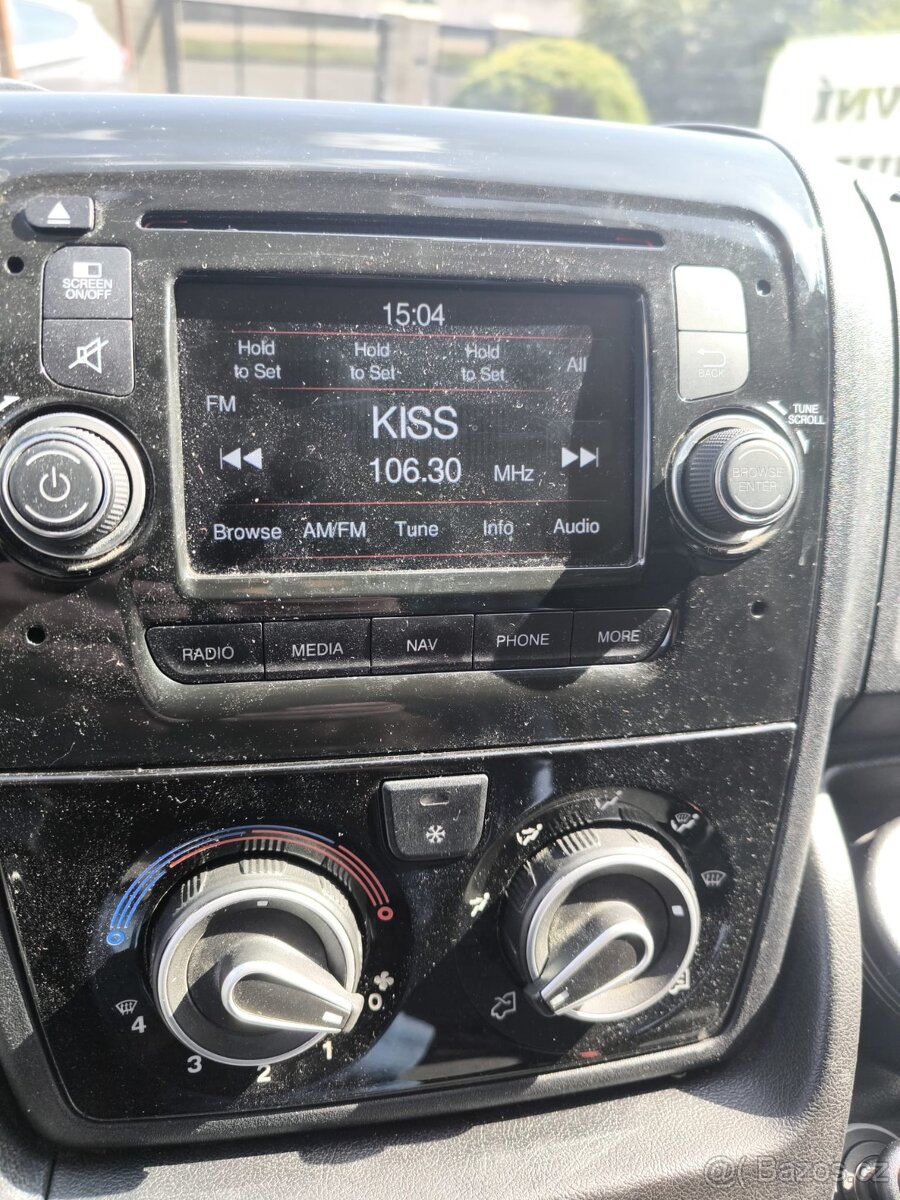 VNÍ
SCREEN
ON/OFF
15:04
Hold
to Set
Hold
to Set
Hold
to Set
All
BACK
FM
KISS
TUNE
SCROLL
106.30 MHz
BROWSE
ENTER
Browse AM/FM Tune Info Audio
RADIO MEDIA NAV PHONE MORE
0
4
3
2
1
@( Bazoš.cz